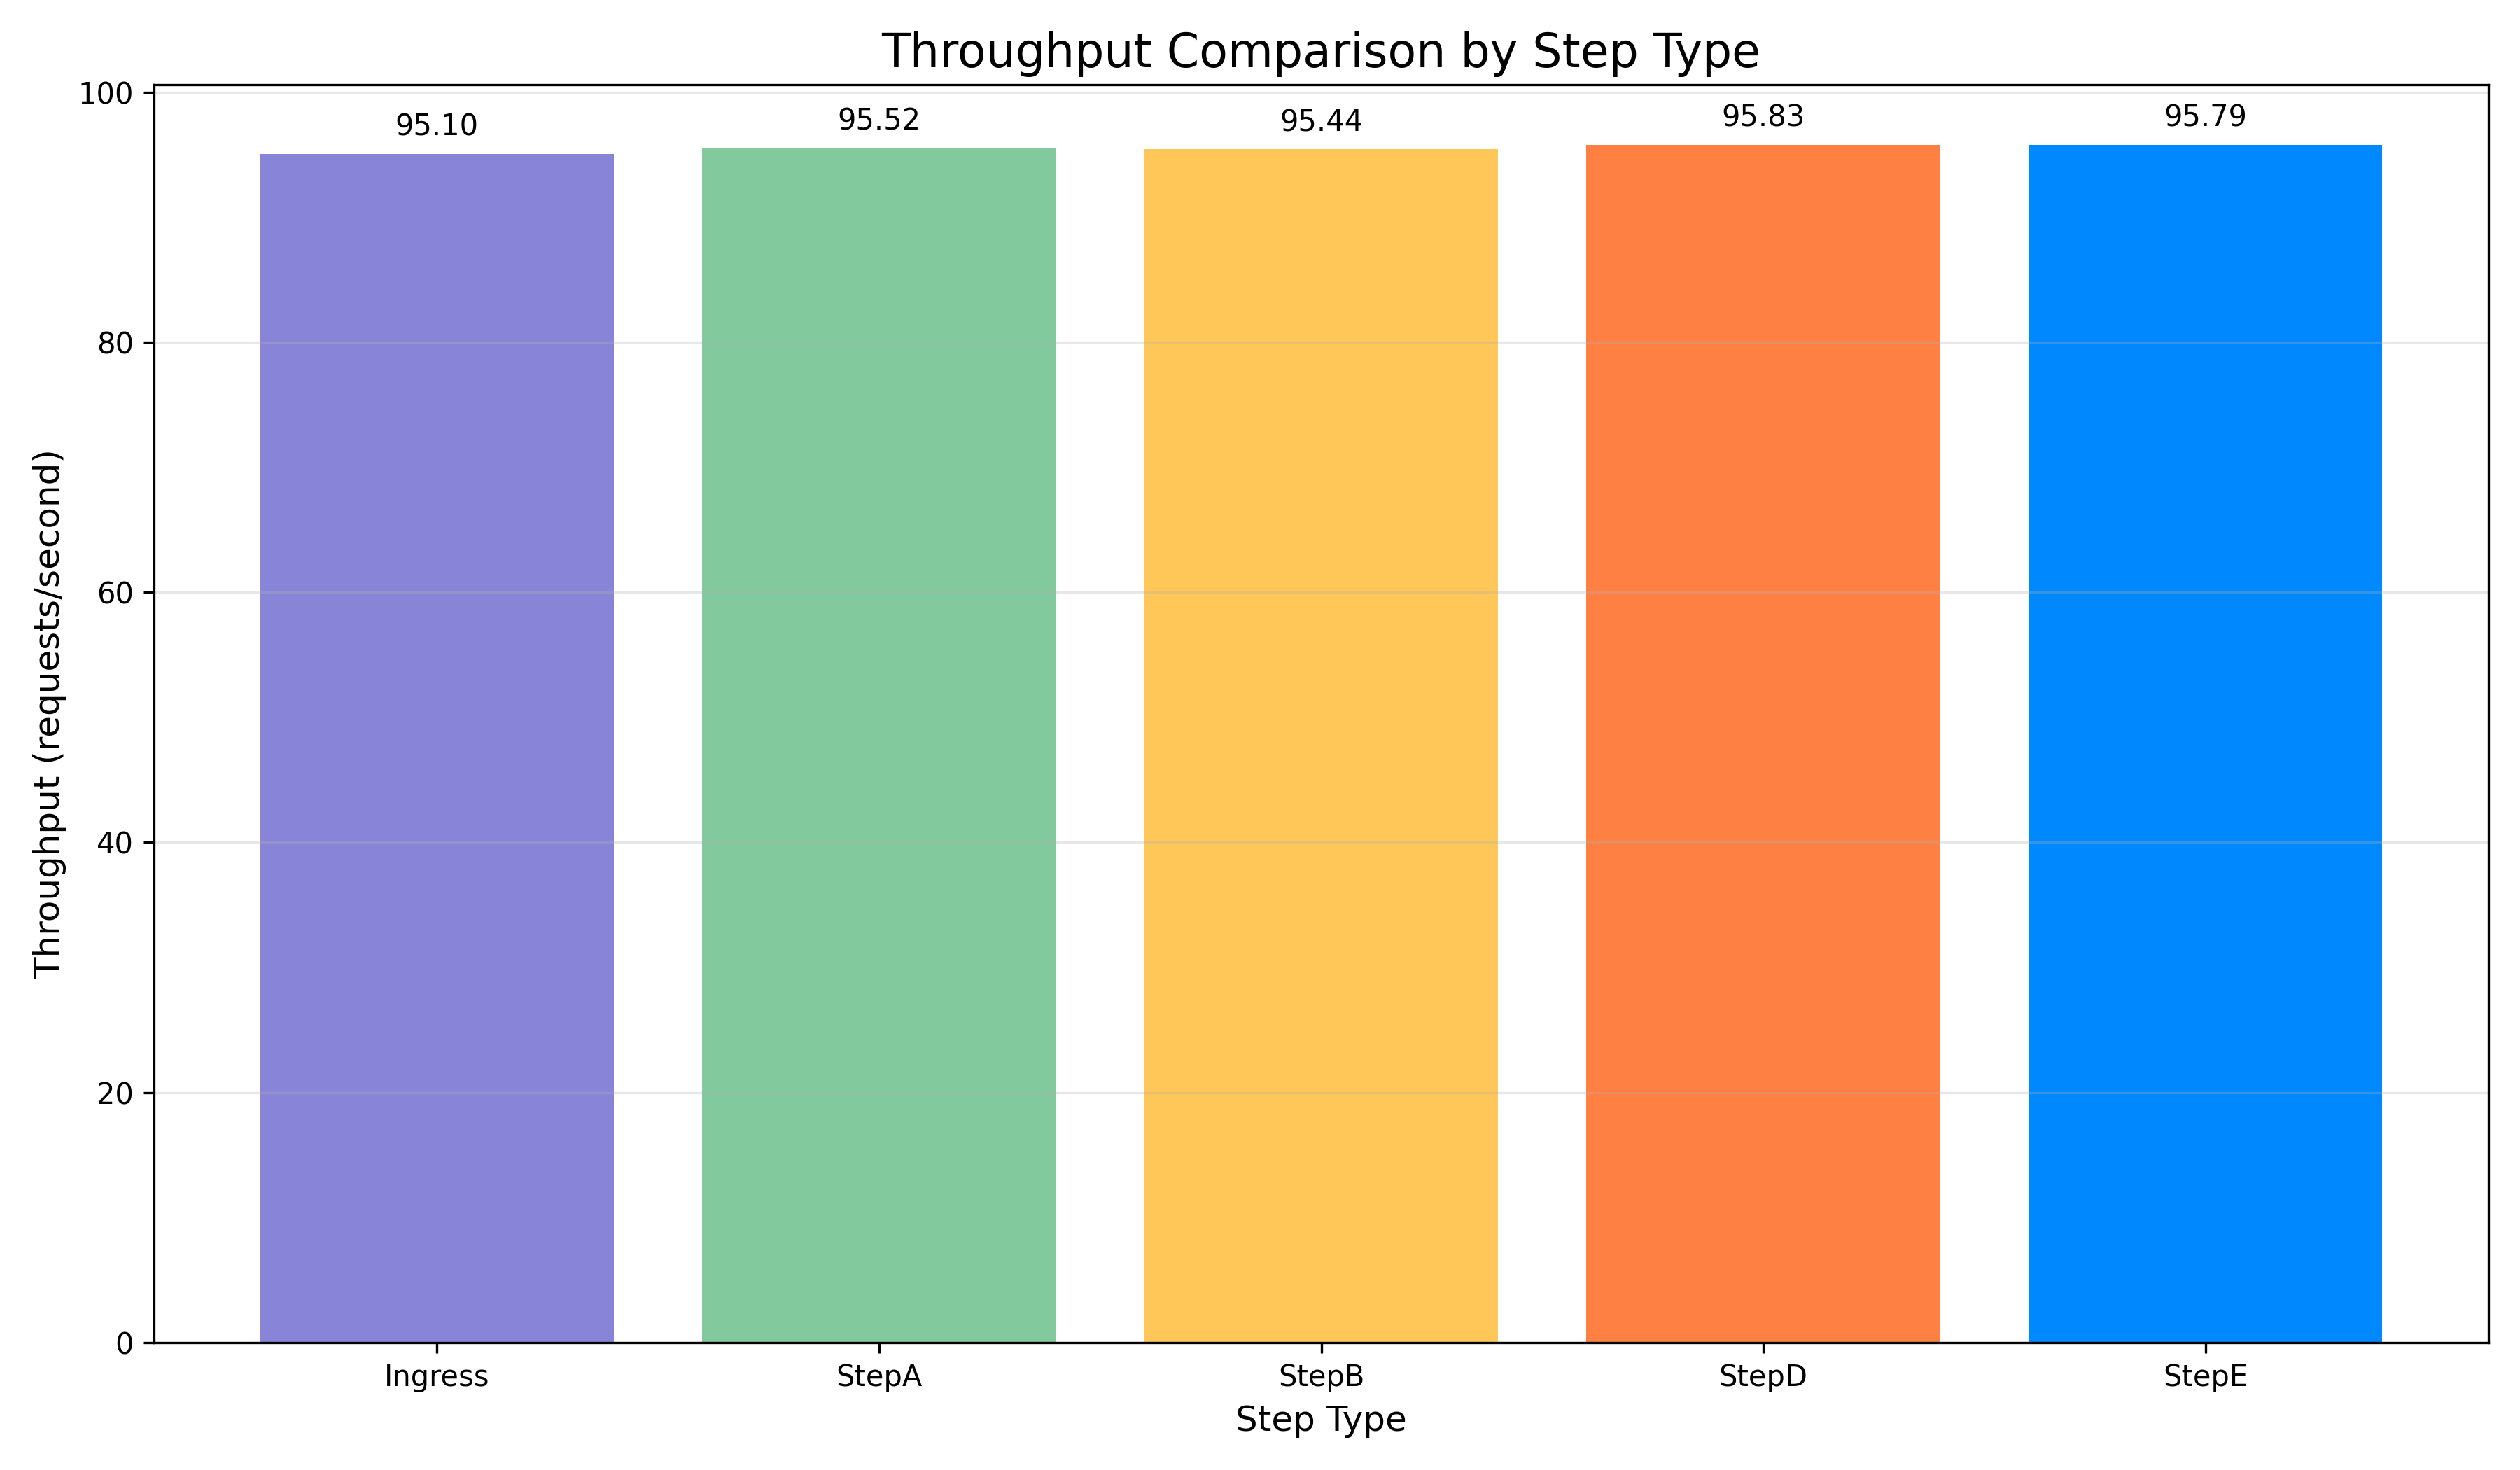 Throughput Comparison by Step Type
Throughput (requests/second)
100
80
60
40
20
0
95.10
95.52
95.44
95.83
95.79
Ingress
StepA
StepB
StepD
StepE
Step Type